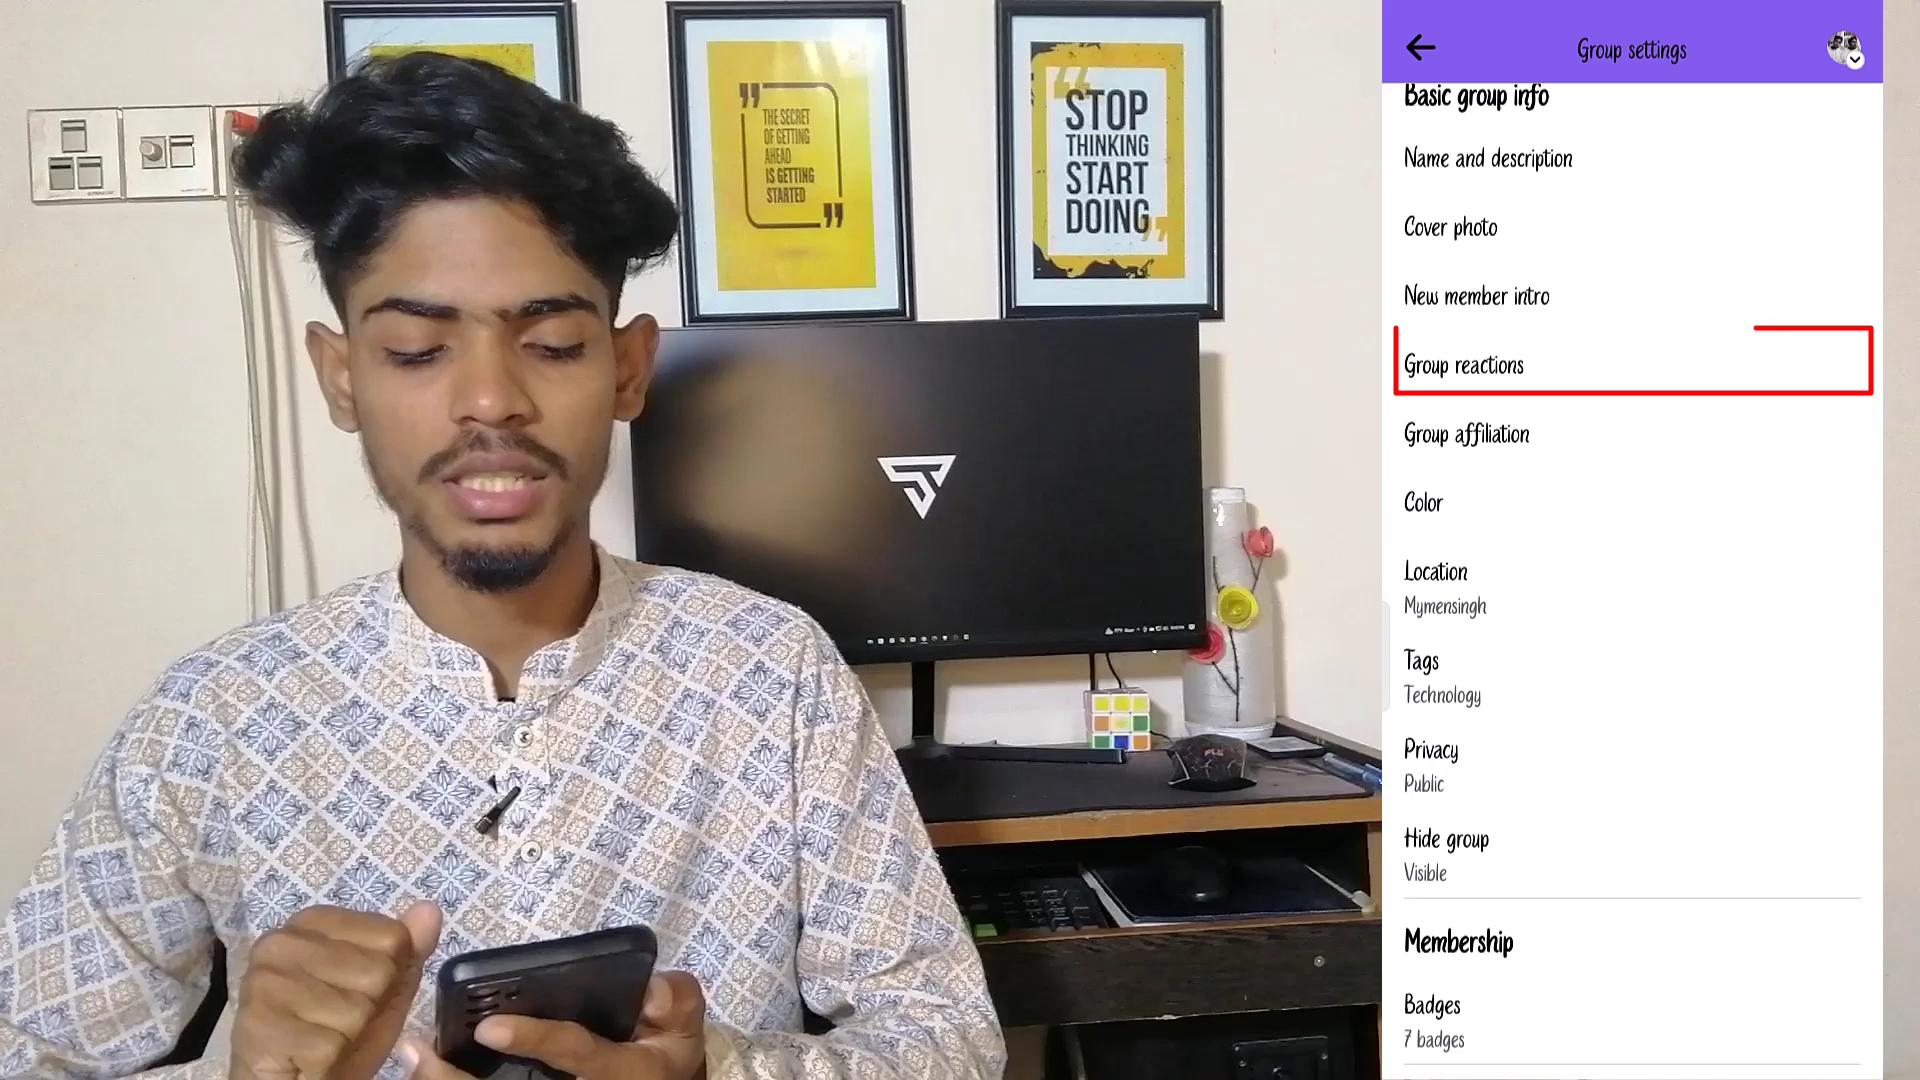 THE SECRET
OF GETTING
AHEAD
IS GETTING
STARTED
STOP
THINKING
START
DOING
Group settings
Basic group info
Name and description
Cover photo
New member intro
Group reactions
Group affiliation
Color
Location
Mymensingh
Tags
Technology
Privacy
Public
Hide group
Visible
Membership
Badges
7 badges